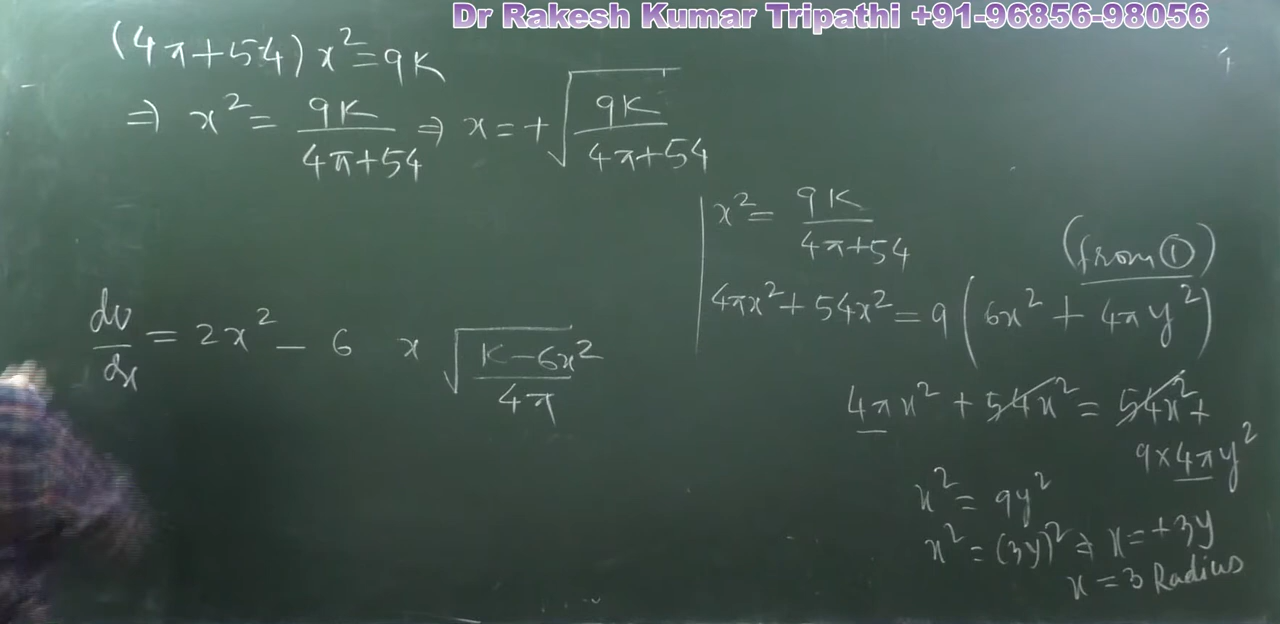 Dr Rakesh Kumar Tripathi +91-96856-98056
(4π+54) x² = 9K
⇒ x² = 9K / 4π+54 ⇒ x = + √(9K / 4π+54)
x² = 9K / 4π+54
(from ①)
4πx² + 54x² = 9 (6x² + 4πy²)
dv/dx = 2x² − 6 x √(K−6x² / 4π)
4πx² + 54x² = 54x² +
9×4πy²
x² = 9y²
x² = (3y)² ⇒ x = +3y
x = 3 Radius